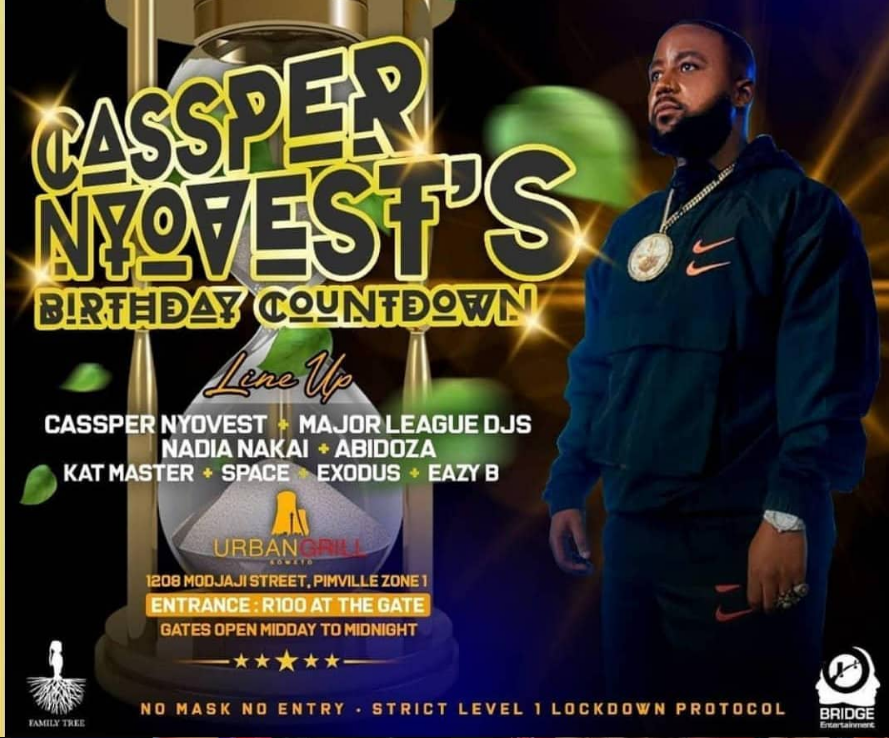 CASSPER
NYOVEST'S
BIRTHDAY COUNTDOWN
Line Up
CASSPER NYOVEST + MAJOR LEAGUE DJS
NADIA NAKAI + ABIDOZA
KAT MASTER + SPACE + EXODUS + EAZY B
URBANGRILL
SOWETO
1208 MODJAJI STREET, PIMVILLE ZONE 1
ENTRANCE : R100 AT THE GATE
GATES OPEN MIDDAY TO MIDNIGHT
NO MASK NO ENTRY · STRICT LEVEL 1 LOCKDOWN PROTOCOL
FAMILY TREE
BRIDGE
Entertainment